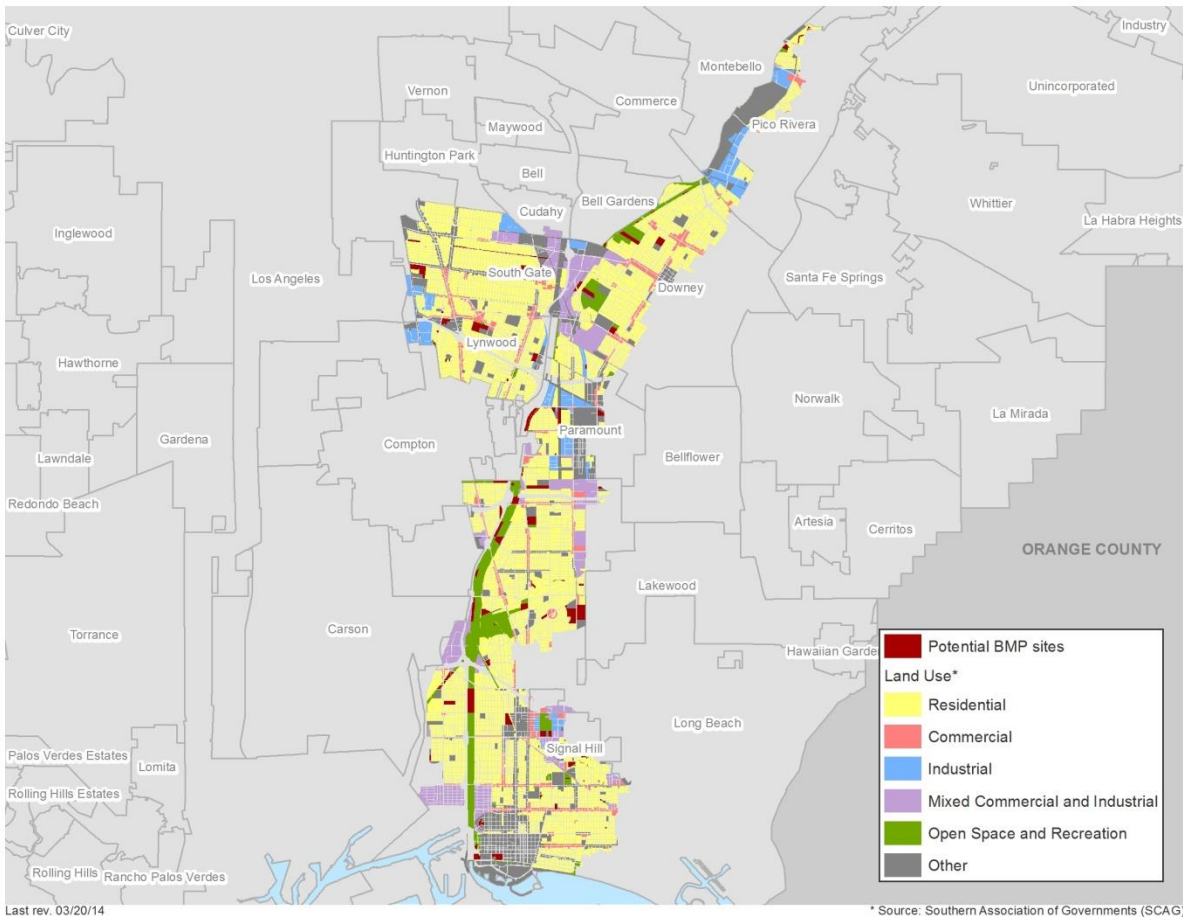 Culver City
Industry
Montebello
Unincorporated
Vernon
Commerce
Maywood
Pico Rivera
Huntington Park
Bell
Whittier
Bell Gardens
Cudahy
La Habra Heights
Inglewood
Los Angeles
South Gate
Santa Fe Springs
Downey
Lynwood
Hawthorne
Norwalk
La Mirada
Paramount
Gardena
Compton
Lawndale
Bellflower
Redondo Beach
Artesia
Cerritos
ORANGE COUNTY
Lakewood
Carson
Torrance
Hawaiian Garden
Long Beach
Signal Hill
Palos Verdes Estates
Lomita
Rolling Hills Estates
Rolling Hills
Rancho Palos Verdes
Potential BMP sites
Land Use*
Residential
Commercial
Industrial
Mixed Commercial and Industrial
Open Space and Recreation
Other
Last rev. 03/20/14
* Source: Southern Association of Governments (SCAG)